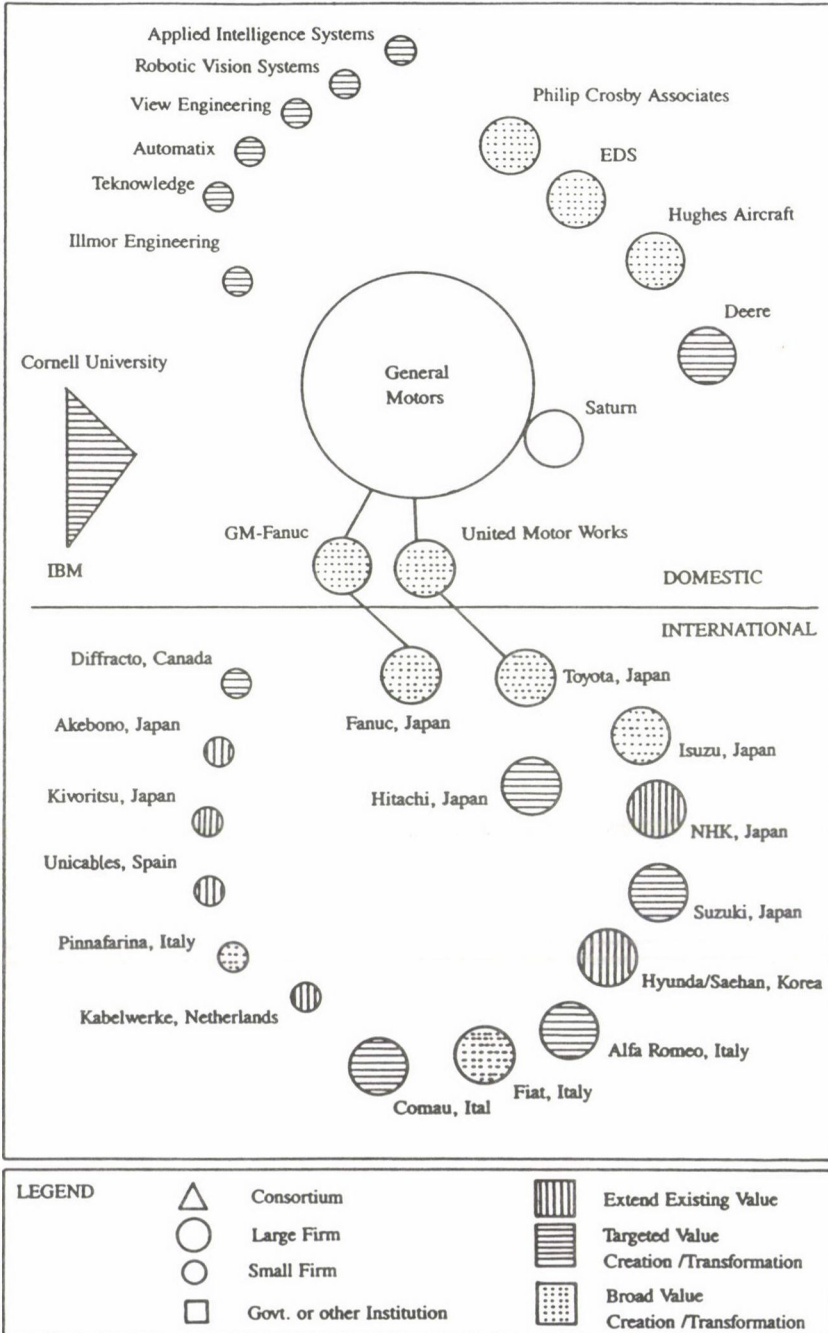 Applied Intelligence Systems
Robotic Vision Systems
View Engineering
Automatix
Teknowledge
Illmor Engineering
Philip Crosby Associates
EDS
Hughes Aircraft
Deere
Cornell University
General
Motors
Saturn
GM-Fanuc
United Motor Works
IBM
DOMESTIC
INTERNATIONAL
Diffracto, Canada
Akebono, Japan
Kivoritsu, Japan
Unicables, Spain
Pinnafarina, Italy
Kabelwerke, Netherlands
Fanuc, Japan
Toyota, Japan
Hitachi, Japan
Isuzu, Japan
NHK, Japan
Suzuki, Japan
Hyunda/Saehan, Korea
Alfa Romeo, Italy
Fiat, Italy
Comau, Ital
LEGEND
Consortium
Large Firm
Small Firm
Govt. or other Institution
Extend Existing Value
Targeted Value
Creation /Transformation
Broad Value
Creation /Transformation